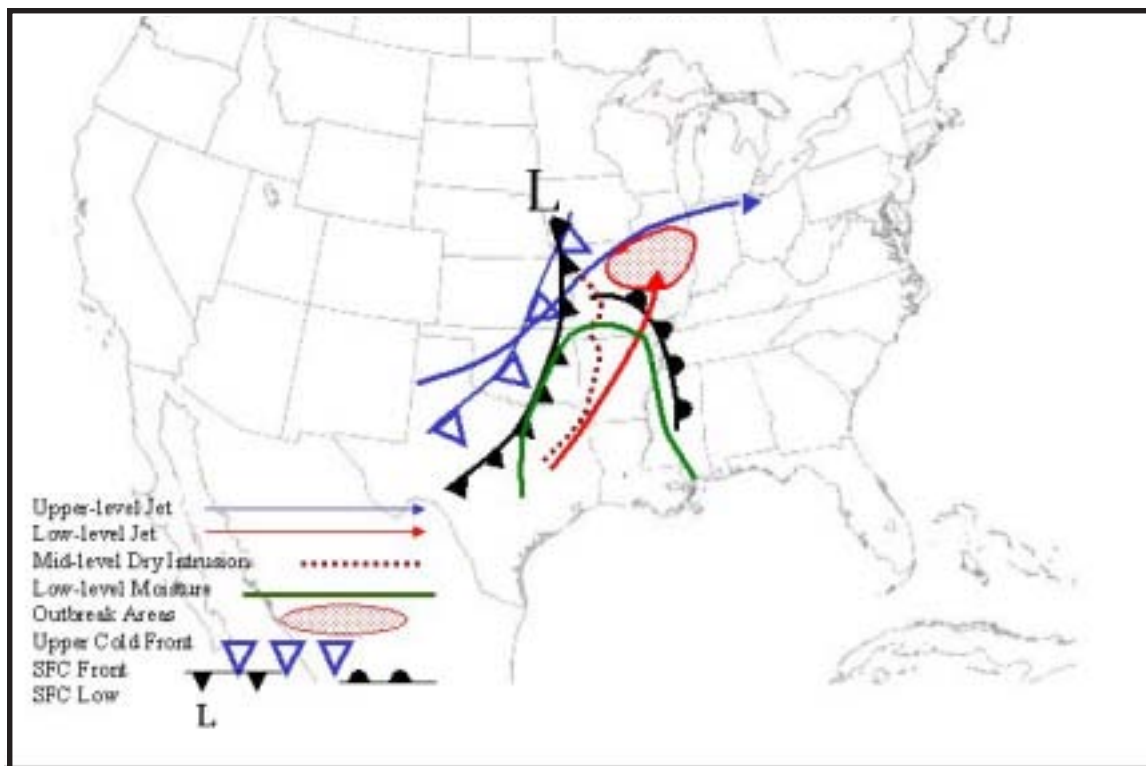 L
Upper-level Jet
Low-level Jet
Mid-level Dry Intrusion
Low-level Moisture
Outbreak Areas
Upper Cold Front
SFC Front
SFC Low
L